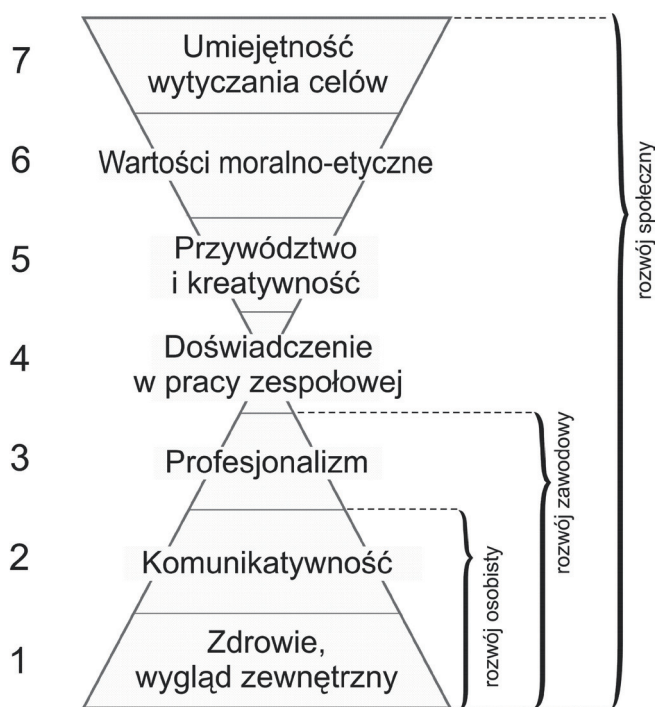 7
Umiejętność
wytyczania celów
6
Wartości moralno-etyczne
5
Przywództwo
i kreatywność
4
Doświadczenie
w pracy zespołowej
3
Profesjonalizm
2
Komunikatywność
1
Zdrowie,
wygląd zewnętrzny
rozwój osobisty
rozwój zawodowy
rozwój społeczny